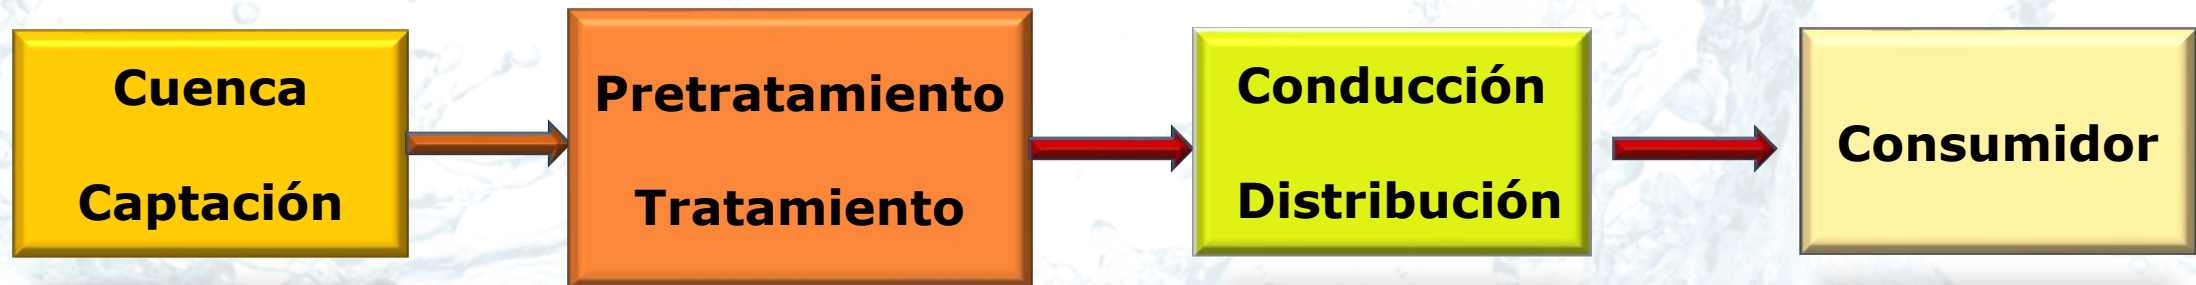 Cuenca
Captación
Pretratamiento
Tratamiento
Conducción
Distribución
Consumidor